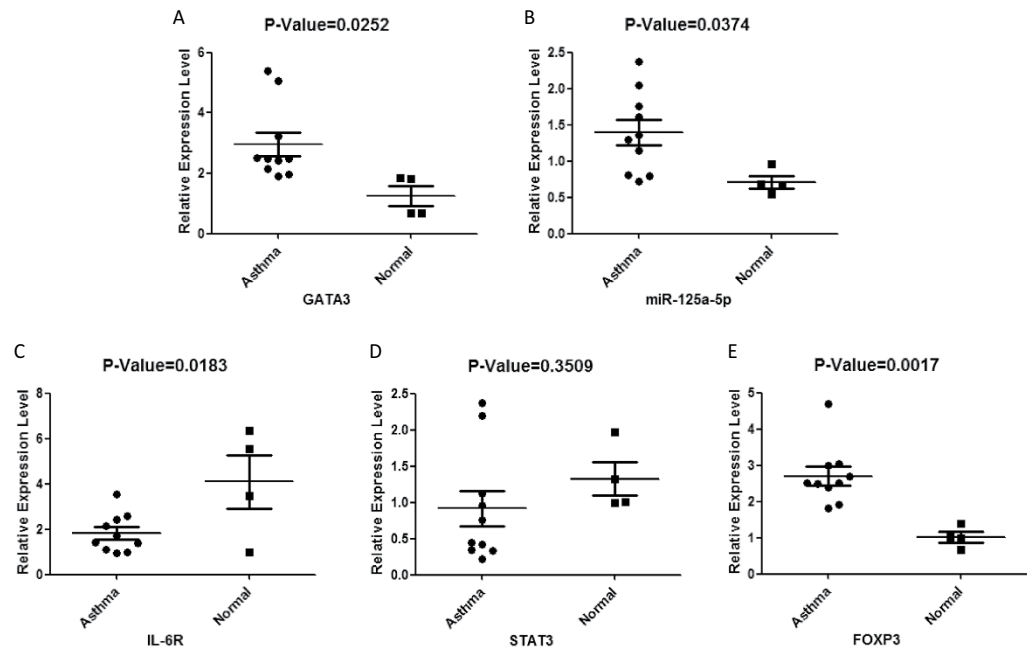 A
P-Value=0.0252
Relative Expression Level
6
4
2
0
Asthma
Normal
GATA3
B
P-Value=0.0374
Relative Expression Level
2.5
2.0
1.5
1.0
0.5
0.0
Asthma
Normal
miR-125a-5p
C
P-Value=0.0183
Relative Expression Level
8
6
4
2
0
Asthma
Normal
IL-6R
D
P-Value=0.3509
Relative Expression Level
2.5
2.0
1.5
1.0
0.5
0.0
Asthma
Normal
STAT3
E
P-Value=0.0017
Relative Expression Level
5
4
3
2
1
0
Asthma
Normal
FOXP3